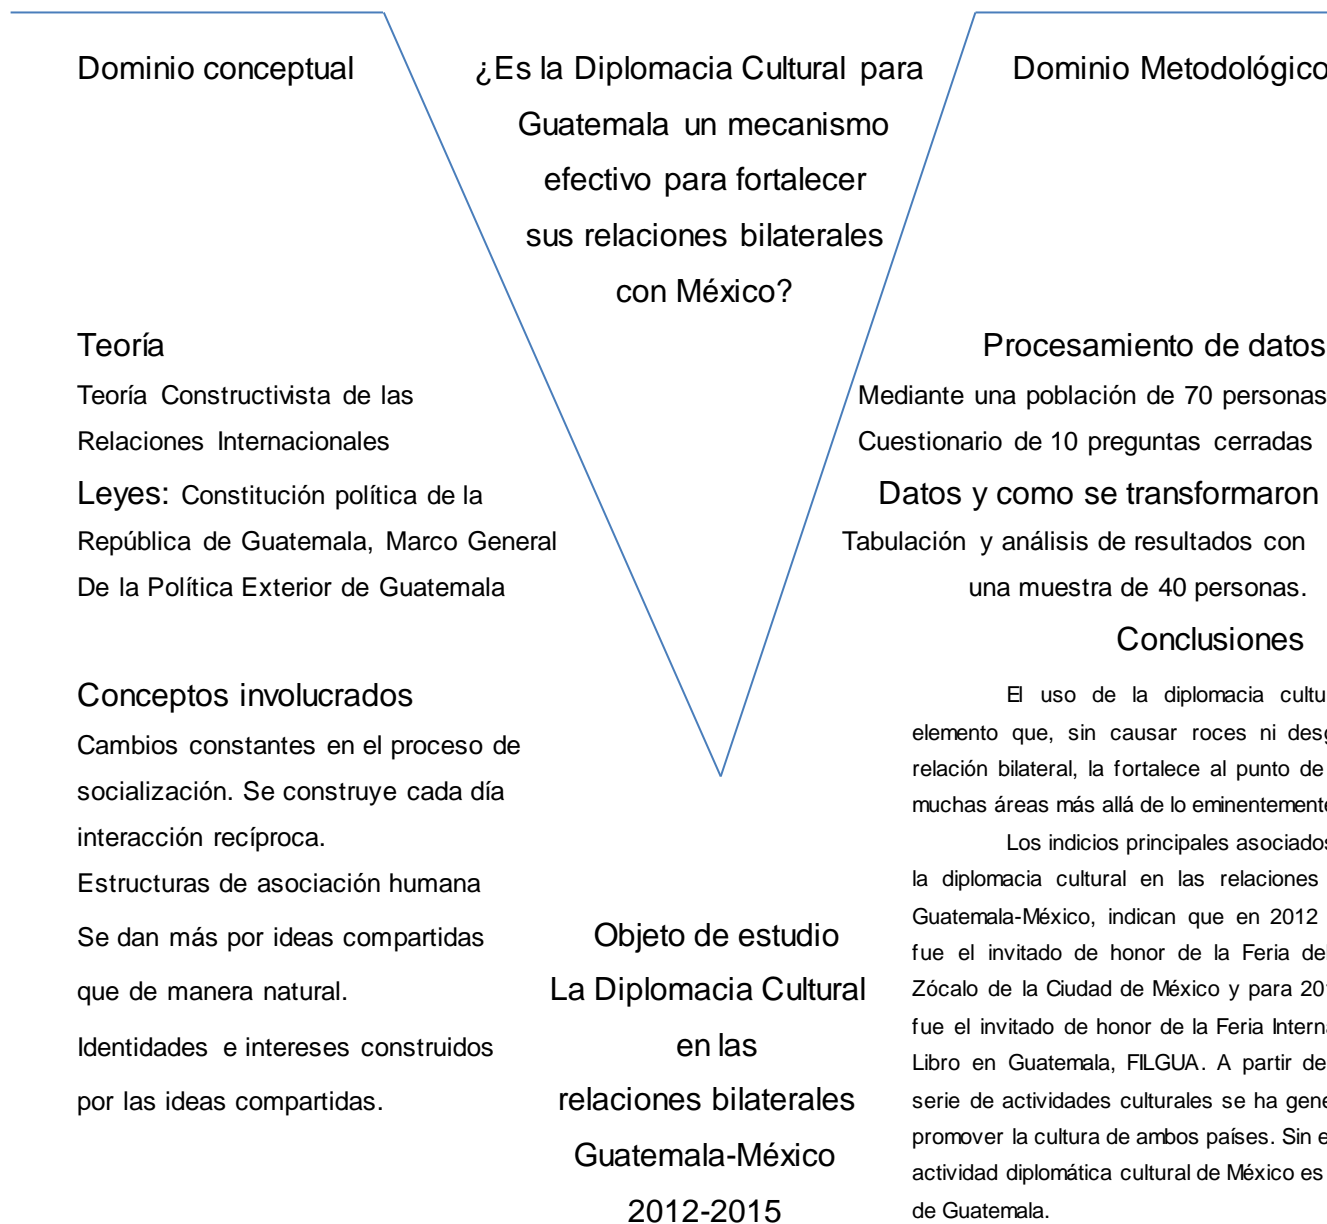 Dominio conceptual
¿Es la Diplomacia Cultural para
Guatemala un mecanismo
efectivo para fortalecer
sus relaciones bilaterales
con México?
Dominio Metodológico
Teoría
Teoría Constructivista de las
Relaciones Internacionales
Leyes: Constitución política de la
República de Guatemala, Marco General
De la Política Exterior de Guatemala
Conceptos involucrados
Cambios constantes en el proceso de
socialización. Se construye cada día
interacción recíproca.
Estructuras de asociación humana
Se dan más por ideas compartidas
que de manera natural.
Identidades e intereses construidos
por las ideas compartidas.
Objeto de estudio
La Diplomacia Cultural
en las
relaciones bilaterales
Guatemala-México
2012-2015
Procesamiento de datos
Mediante una población de 70 personas
Cuestionario de 10 preguntas cerradas
Datos y como se transformaron
Tabulación y análisis de resultados con
una muestra de 40 personas.
Conclusiones
El uso de la diplomacia
elemento que, sin causar roces ni
relación bilateral, la fortalece al punto de
muchas áreas más allá de lo
Los indicios principales
la diplomacia cultural en las relaciones
Guatemala-México, indican que en 2012
fue el invitado de honor de la Feria
Zócalo de la Ciudad de México y para
fue el invitado de honor de la Feria
Libro en Guatemala, FILGUA. A partir de
serie de actividades culturales se ha
promover la cultura de ambos países. Sin
actividad diplomática cultural de México es
de Guatemala.